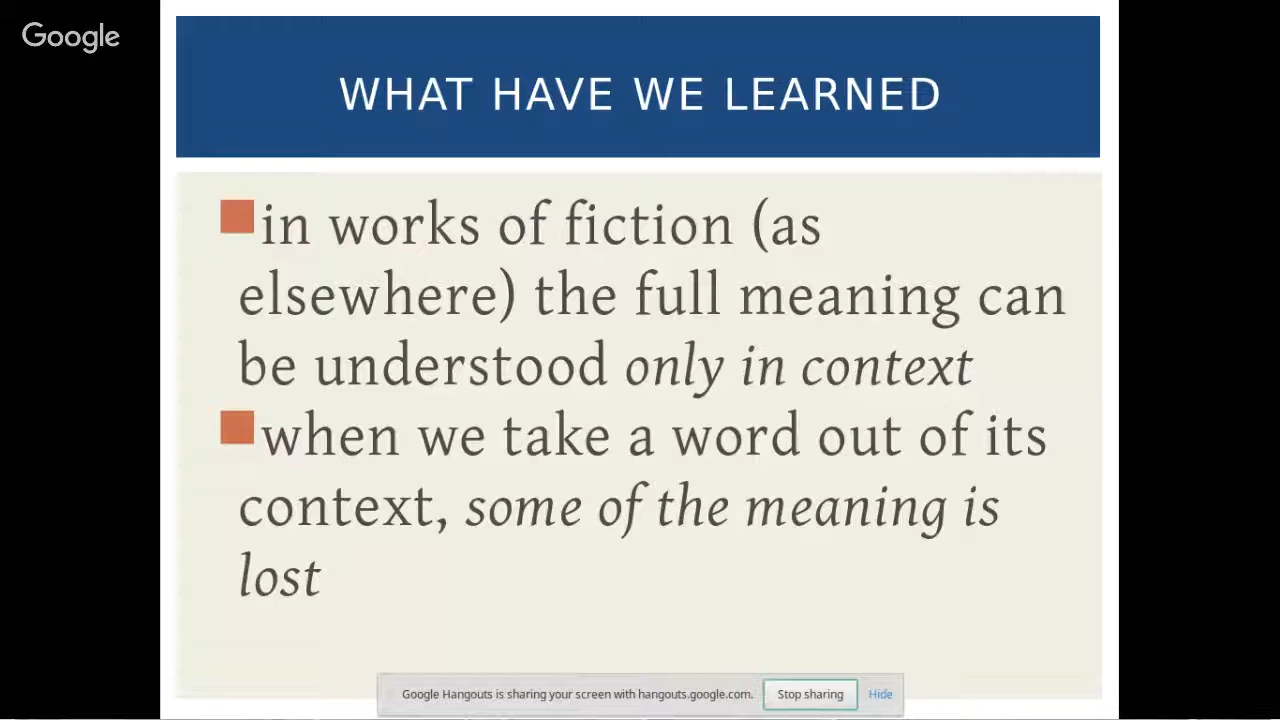 Google
WHAT HAVE WE LEARNED
in works of fiction (as
elsewhere) the full meaning can
be understood only in context
when we take a word out of its
context, some of the meaning is
lost
Google Hangouts is sharing your screen with hangouts.google.com. Stop sharing Hide